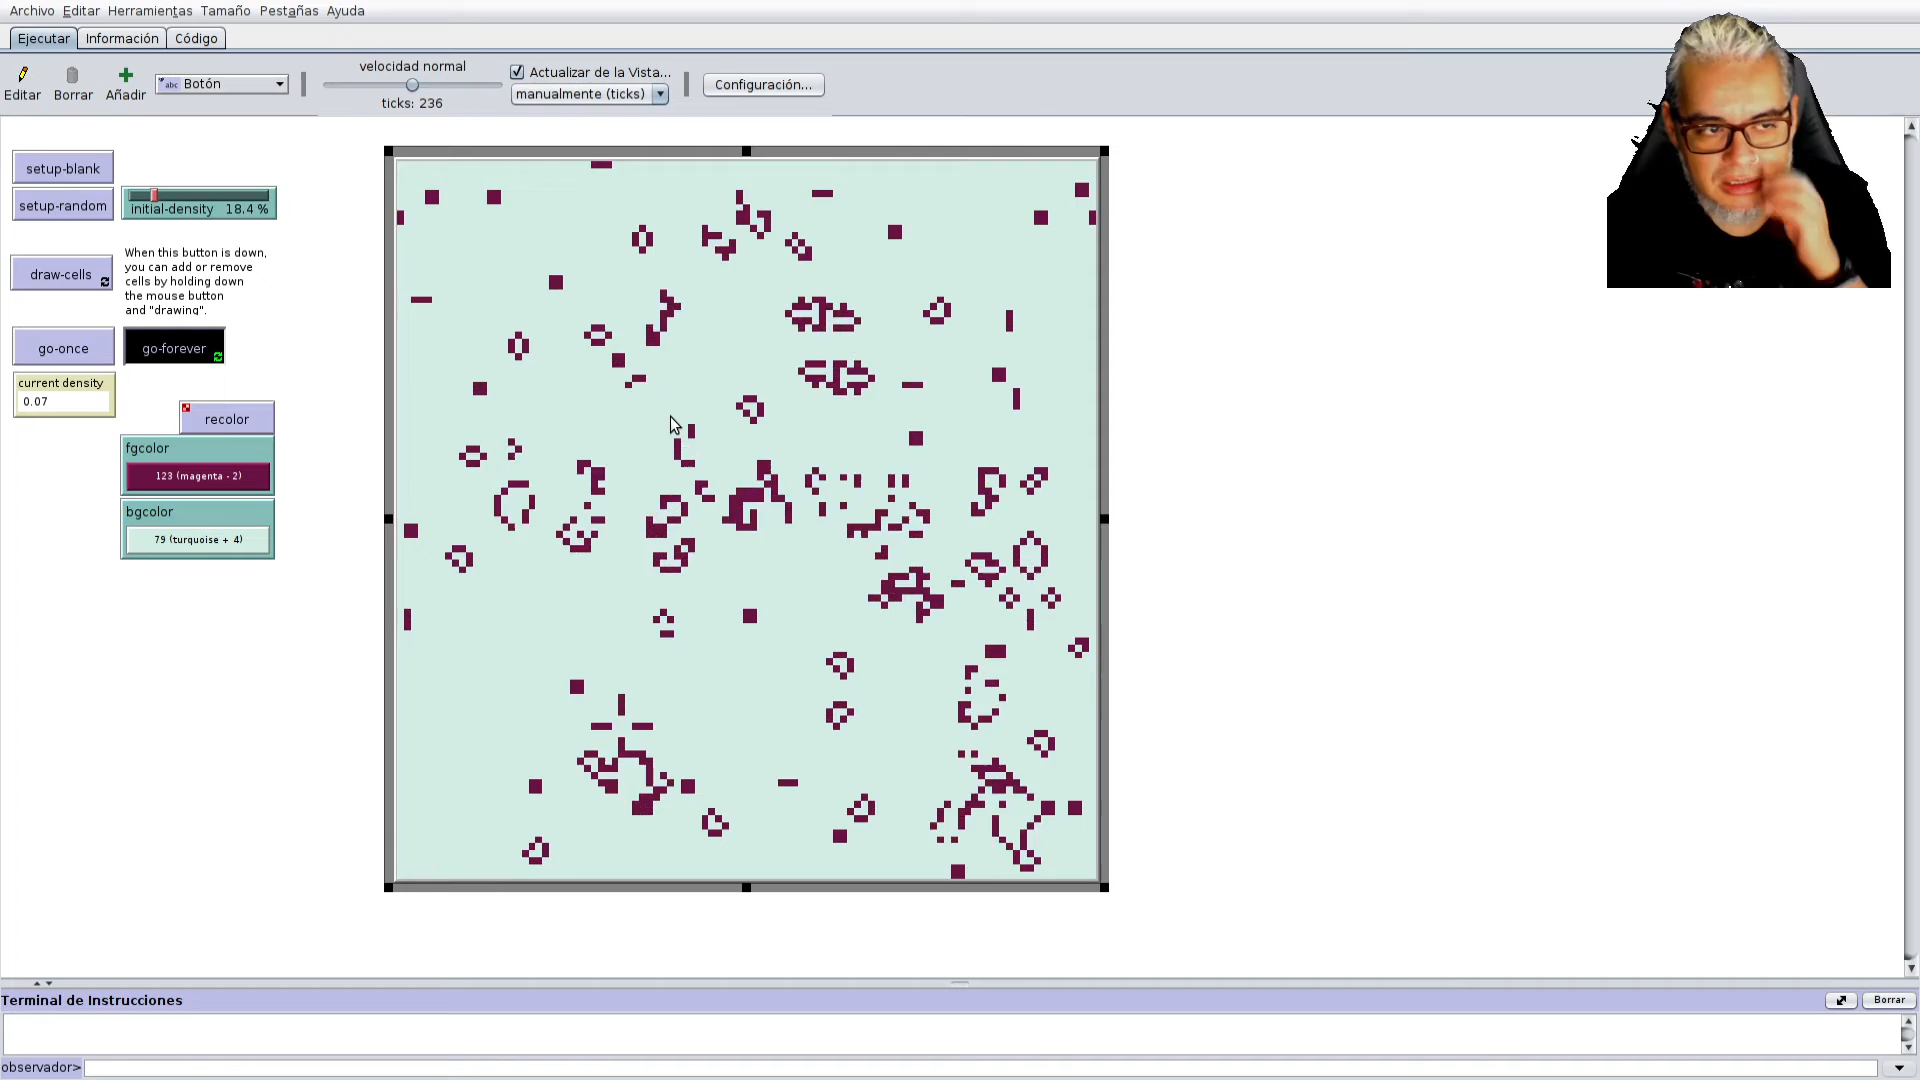 Archivo Editar Herramientas Tamaño Pestañas Ayuda
Ejecutar Información Código
Editar Borrar Añadir
abc Botón
velocidad normal
ticks: 236
Actualizar de la Vista...
manualmente (ticks)
Configuración...
setup-blank
setup-random
initial-density 18.4 %
draw-cells
When this button is down,
you can add or remove
cells by holding down
the mouse button
and "drawing".
go-once
go-forever
current density
0.07
recolor
fgcolor
123 (magenta - 2)
bgcolor
79 (turquoise + 4)
Terminal de Instrucciones
Borrar
observador>